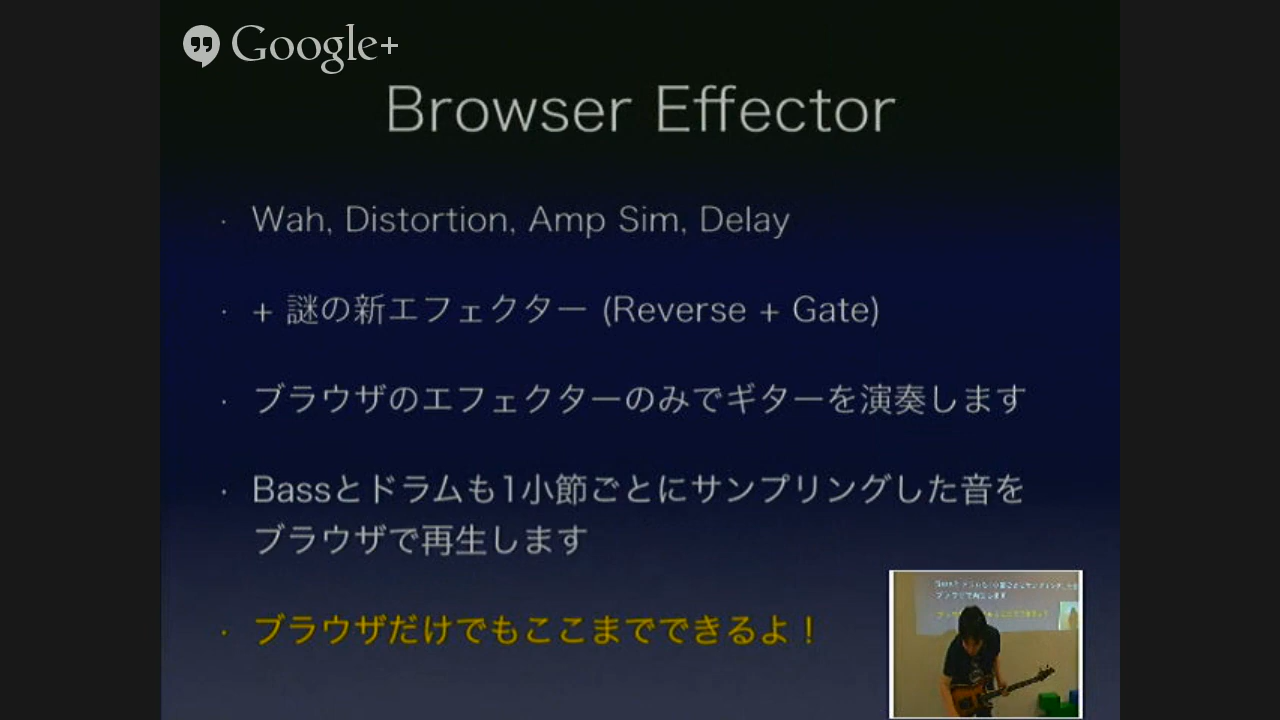 Google+
Browser Effector
· Wah, Distortion, Amp Sim, Delay
· + 謎の新エフェクター (Reverse + Gate)
· ブラウザのエフェクターのみでギターを演奏します
· Bassとドラムも1小節ごとにサンプリングした音を
ブラウザで再生します
· ブラウザだけでもここまでできるよ！